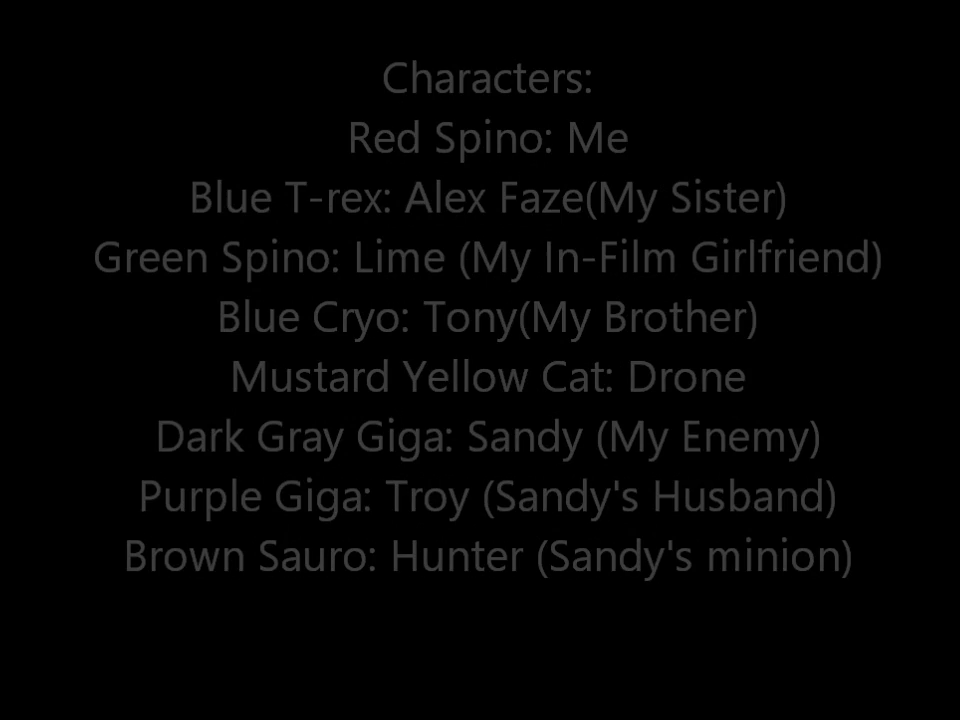 Characters:
Red Spino: Me
Blue T-rex: Alex Faze(My Sister)
Green Spino: Lime (My In-Film Girlfriend)
Blue Cryo: Tony(My Brother)
Mustard Yellow Cat: Drone
Dark Gray Giga: Sandy (My Enemy)
Purple Giga: Troy (Sandy's Husband)
Brown Sauro: Hunter (Sandy's minion)